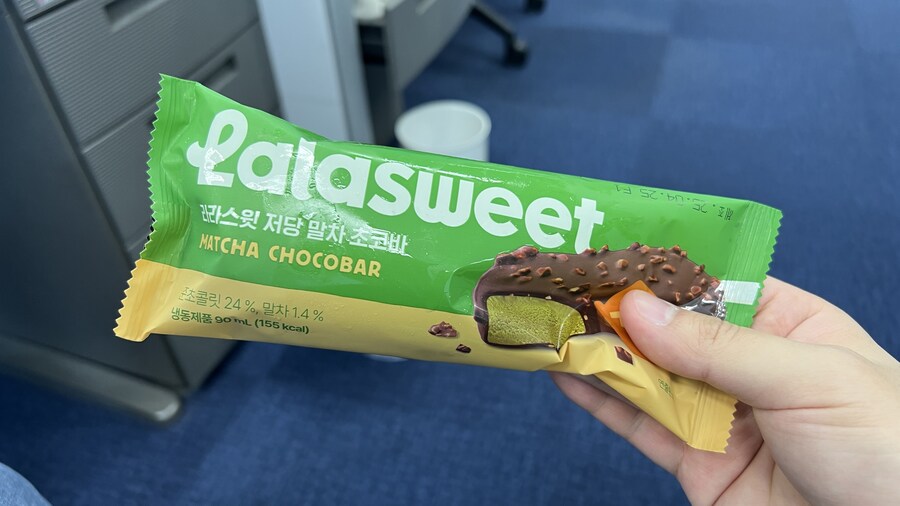 Lalasweet
라라스윗 저당 말차 초코바
MATCHA CHOCOBAR
초콜릿 24 %, 말차 1.4 %
냉동제품 90 mL (155 kcal)